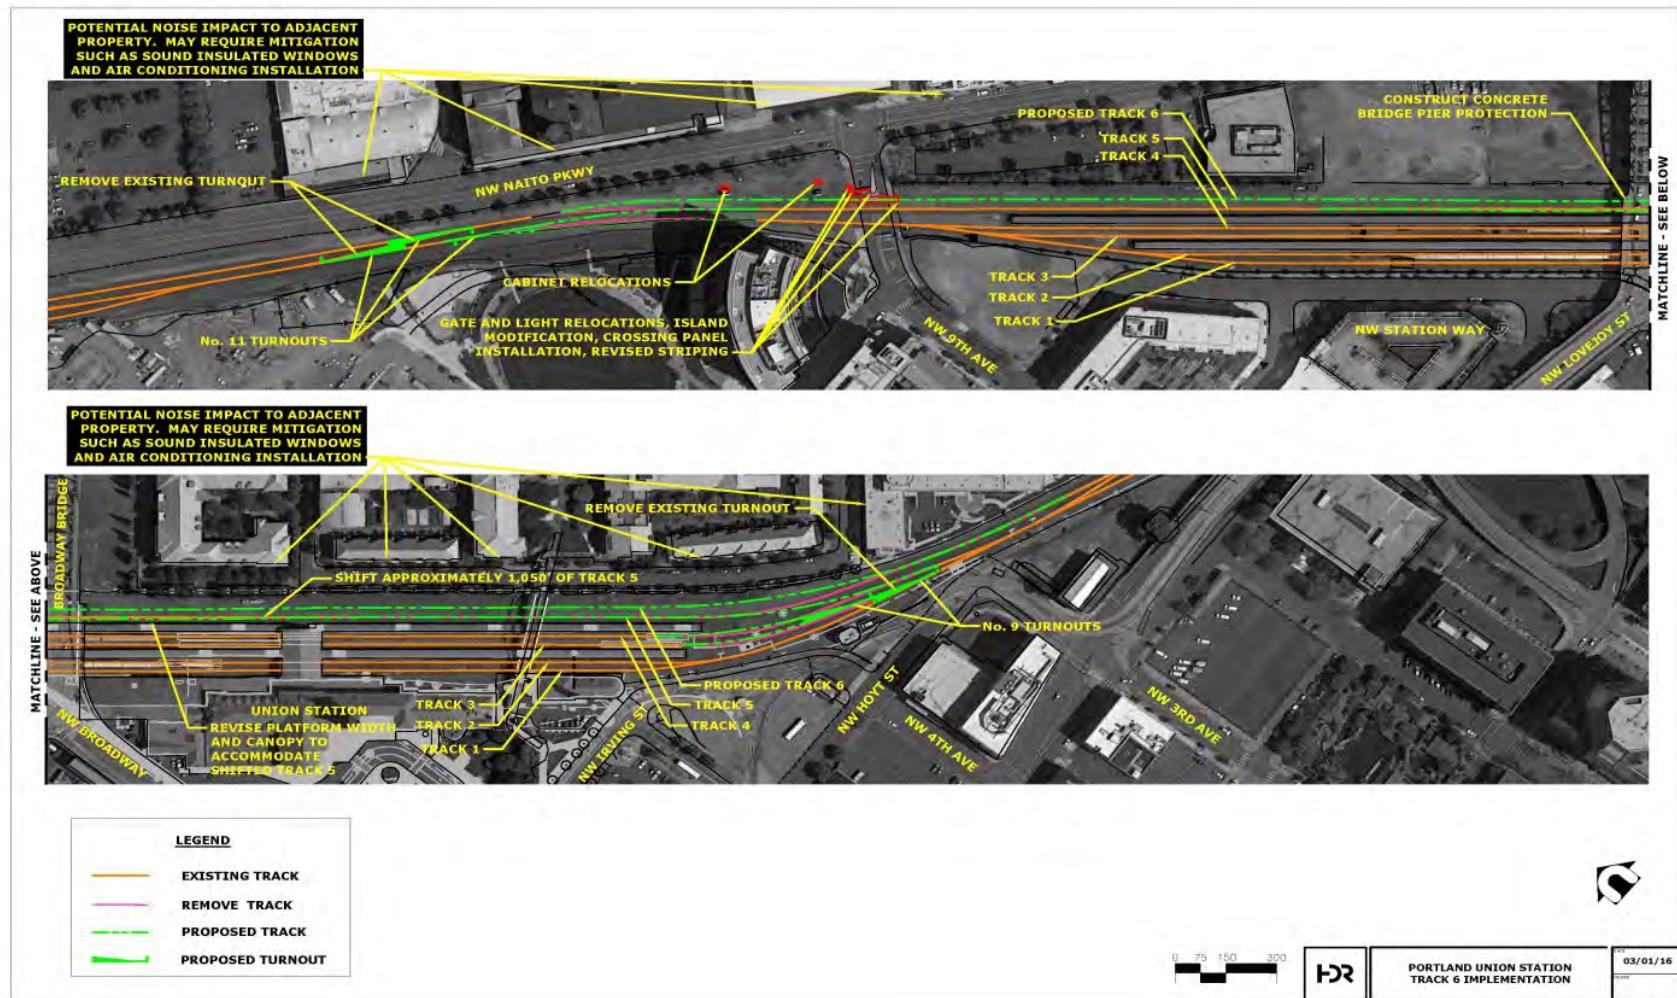 POTENTIAL NOISE IMPACT TO ADJACENT
PROPERTY. MAY REQUIRE MITIGATION
SUCH AS SOUND INSULATED WINDOWS
AND AIR CONDITIONING INSTALLATION
PROPOSED TRACK 6
TRACK 5
TRACK 4
CONSTRUCT CONCRETE
BRIDGE PIER PROTECTION
REMOVE EXISTING TURNOUT
NW NAITO PKWY
MATCHLINE - SEE BELOW
CABINET RELOCATIONS
TRACK 3
TRACK 2
TRACK 1
No. 11 TURNOUTS
GATE AND LIGHT RELOCATIONS, ISLAND
MODIFICATION, CROSSING PANEL
INSTALLATION, REVISED STRIPING
NW 9TH AVE
NW STATION WAY
NW LOVEJOY ST
POTENTIAL NOISE IMPACT TO ADJACENT
PROPERTY. MAY REQUIRE MITIGATION
SUCH AS SOUND INSULATED WINDOWS
AND AIR CONDITIONING INSTALLATION
MATCHLINE - SEE ABOVE
BROADWAY BRIDGE
REMOVE EXISTING TURNOUT
SHIFT APPROXIMATELY 1,050' OF TRACK 5
No. 9 TURNOUTS
PROPOSED TRACK 6
TRACK 5
TRACK 4
TRACK 3
TRACK 2
TRACK 1
UNION STATION
REVISE PLATFORM WIDTH
AND CANOPY TO
ACCOMMODATE
SHIFTED TRACK 5
NW BROADWAY
NW IRVING ST
NW HOYT ST
NW 4TH AVE
NW 3RD AVE
LEGEND
EXISTING TRACK
REMOVE TRACK
PROPOSED TRACK
PROPOSED TURNOUT
0 75 150 300
HDR
PORTLAND UNION STATION
TRACK 6 IMPLEMENTATION
03/01/16